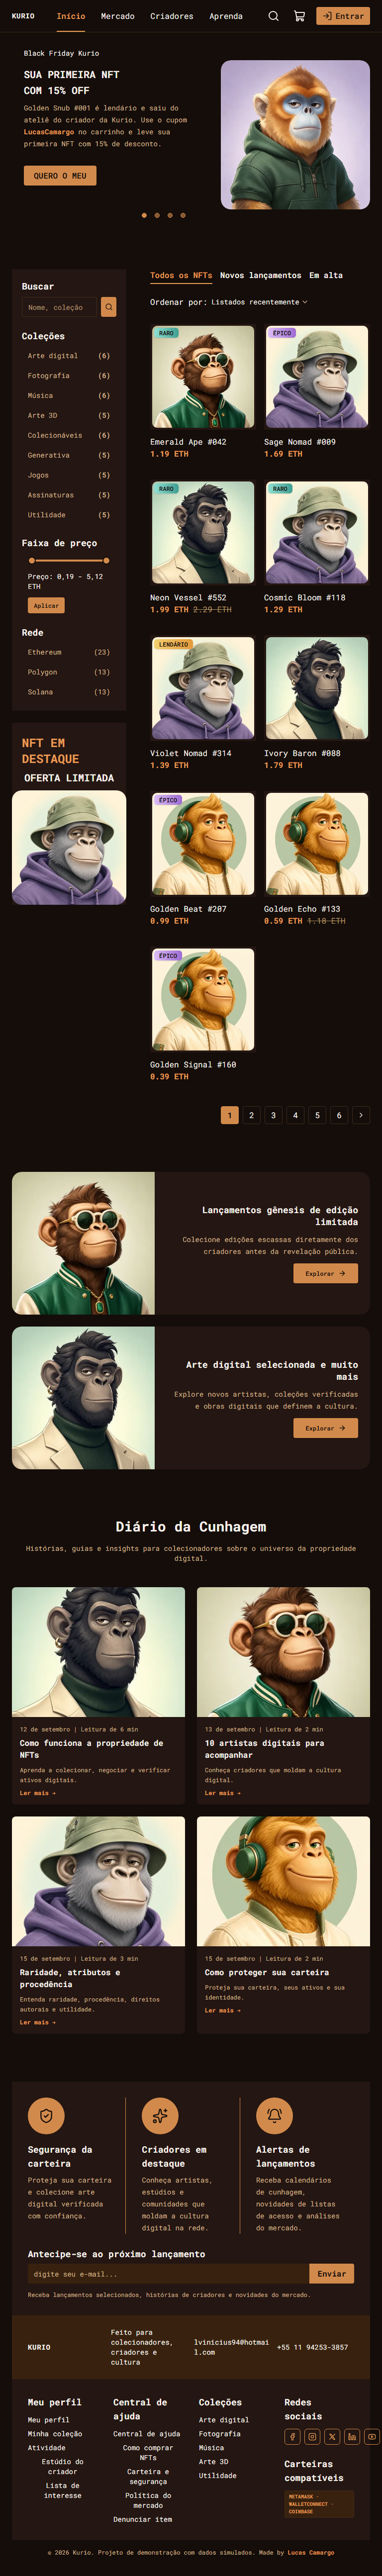 KURIO
Início
Mercado
Criadores
Aprenda
Entrar
Black Friday Kurio
SUA PRIMEIRA NFT
COM 15% OFF
Golden Snub #001 é lendário e saiu do
ateliê do criador da Kurio. Use o cupom
LucasCamargo no carrinho e leve sua
primeira NFT com 15% de desconto.
QUERO O MEU
Buscar
Nome, coleção
Coleções
Arte digital (6)
Fotografia (6)
Música (6)
Arte 3D (5)
Colecionáveis (6)
Generativa (5)
Jogos (5)
Assinaturas (5)
Utilidade (5)
Faixa de preço
Preço: 0,19 - 5,12
ETH
Aplicar
Rede
Ethereum (23)
Polygon (13)
Solana (13)
NFT EM
DESTAQUE
OFERTA LIMITADA
Todos os NFTs
Novos lançamentos
Em alta
Ordenar por: Listados recentemente
RARO
Emerald Ape #042
1.19 ETH
ÉPICO
Sage Nomad #009
1.69 ETH
RARO
Neon Vessel #552
1.99 ETH 2.29 ETH
RARO
Cosmic Bloom #118
1.29 ETH
LENDÁRIO
Violet Nomad #314
1.39 ETH
Ivory Baron #088
1.79 ETH
ÉPICO
Golden Beat #207
0.99 ETH
Golden Echo #133
0.59 ETH 1.18 ETH
ÉPICO
Golden Signal #160
0.39 ETH
1 2 3 4 5 6
Lançamentos gênesis de edição
limitada
Colecione edições escassas diretamente dos
criadores antes da revelação pública.
Explorar →
Arte digital selecionada e muito
mais
Explore novos artistas, coleções verificadas
e obras digitais que definem a cultura.
Explorar →
Diário da Cunhagem
Histórias, guias e insights para colecionadores sobre o universo da propriedade
digital.
12 de setembro | Leitura de 6 min
Como funciona a propriedade de
NFTs
Aprenda a colecionar, negociar e verificar
ativos digitais.
Ler mais →
13 de setembro | Leitura de 2 min
10 artistas digitais para
acompanhar
Conheça criadores que moldam a cultura
digital.
Ler mais →
15 de setembro | Leitura de 3 min
Raridade, atributos e
procedência
Entenda raridade, procedência, direitos
autorais e utilidade.
Ler mais →
15 de setembro | Leitura de 2 min
Como proteger sua carteira
Proteja sua carteira, seus ativos e sua
identidade.
Ler mais →
Segurança da
carteira
Proteja sua carteira
e colecione arte
digital verificada
com confiança.
Criadores em
destaque
Conheça artistas,
estúdios e
comunidades que
moldam a cultura
digital na rede.
Alertas de
lançamentos
Receba calendários
de cunhagem,
novidades de listas
de acesso e análises
do mercado.
Antecipe-se ao próximo lançamento
digite seu e-mail...
Enviar
Receba lançamentos selecionados, histórias de criadores e novidades do mercado.
KURIO
Feito para
colecionadores,
criadores e
cultura
lvinicius94@hotmai
l.com
+55 11 94253-3857
Meu perfil
Meu perfil
Minha coleção
Atividade
Estúdio do
criador
Lista de
interesse
Central de
ajuda
Central de ajuda
Como comprar
NFTs
Carteira e
segurança
Política do
mercado
Denunciar item
Coleções
Arte digital
Fotografia
Música
Arte 3D
Utilidade
Redes
sociais
Carteiras
compatíveis
METAMASK ·
WALLETCONNECT ·
COINBASE
© 2026 Kurio. Projeto de demonstração com dados simulados. Made by Lucas Camargo